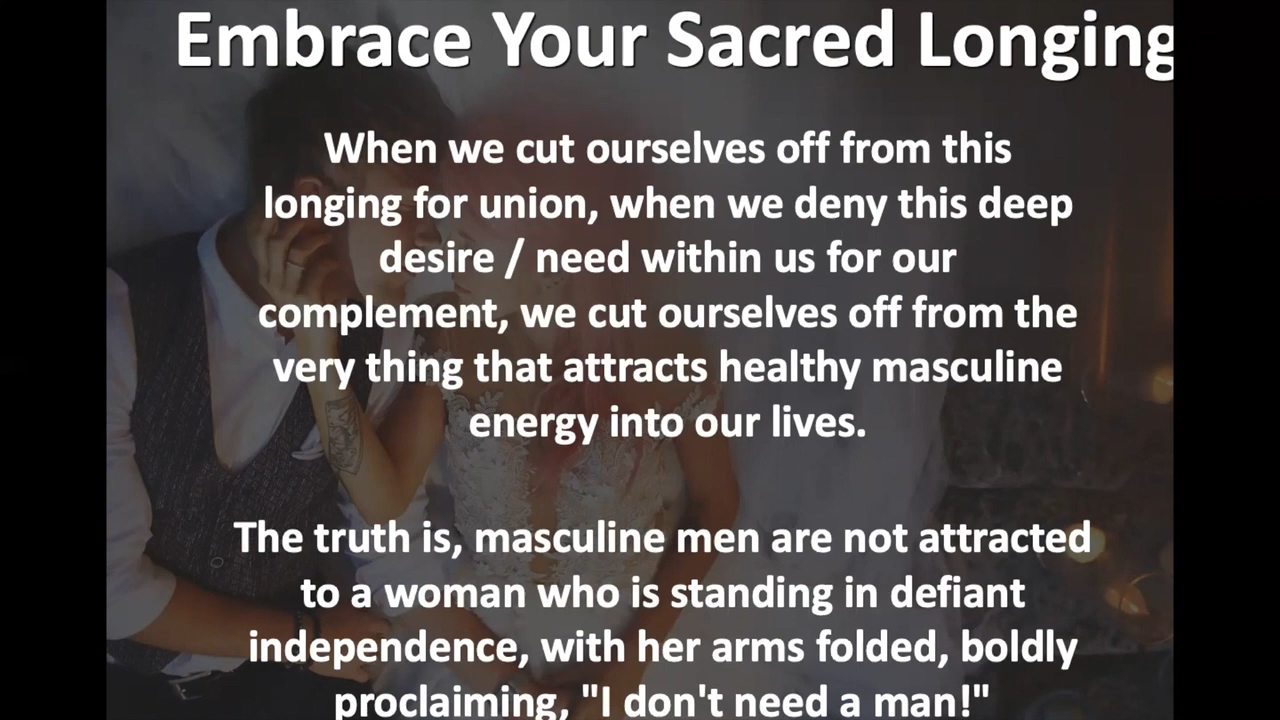 Embrace Your Sacred Longing
When we cut ourselves off from this
longing for union, when we deny this deep
desire / need within us for our
complement, we cut ourselves off from the
very thing that attracts healthy masculine
energy into our lives.
The truth is, masculine men are not attracted
to a woman who is standing in defiant
independence, with her arms folded, boldly
proclaiming, "I don't need a man!"